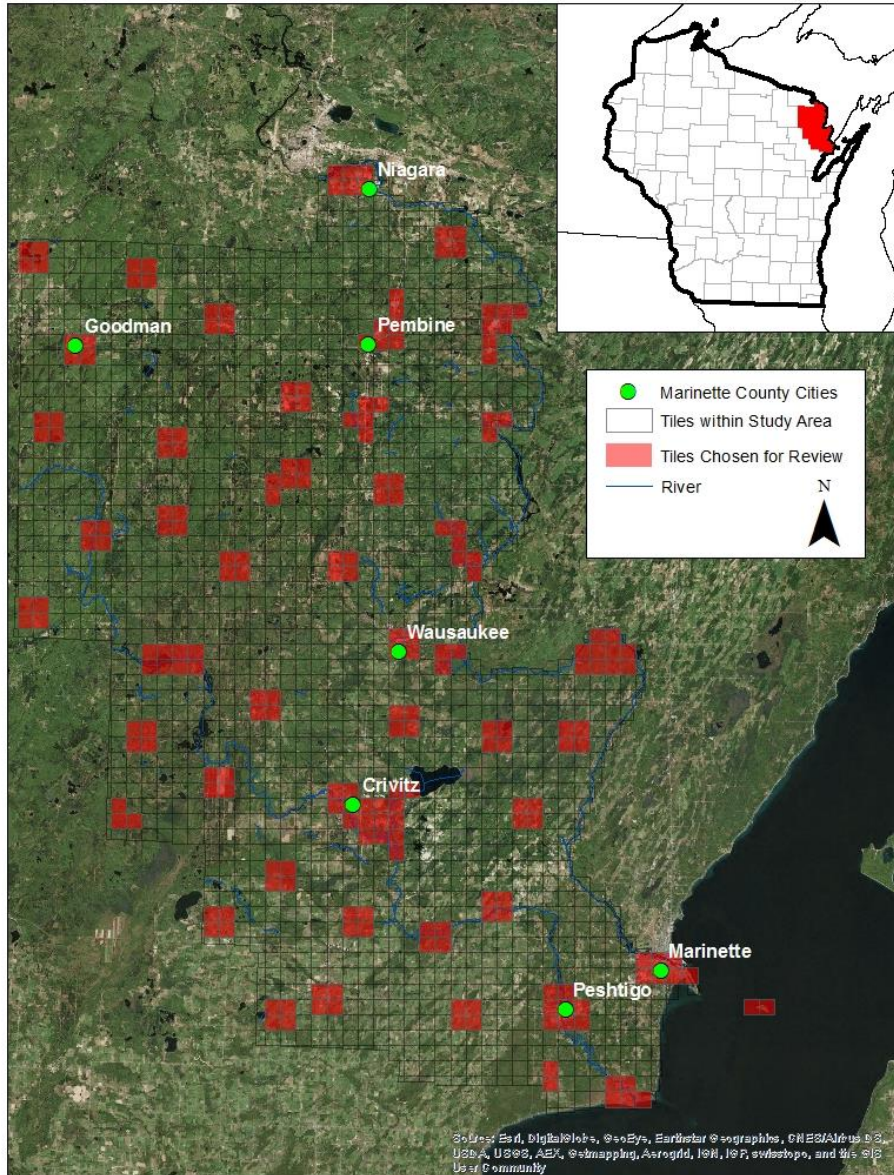 Niagara
Goodman
Pembine
Marinette County Cities
Tiles within Study Area
Tiles Chosen for Review
River
N
Wausaukee
Crivitz
Marinette
Peshtigo
Source: Esri, DigitalGlobe, GeoEye, Earthstar Geographics, CNES/Airbus DS,
USDA, USGS, AEX, Getmapping, Aerogrid, IGN, IGP, swisstopo, and the GIS
User Community